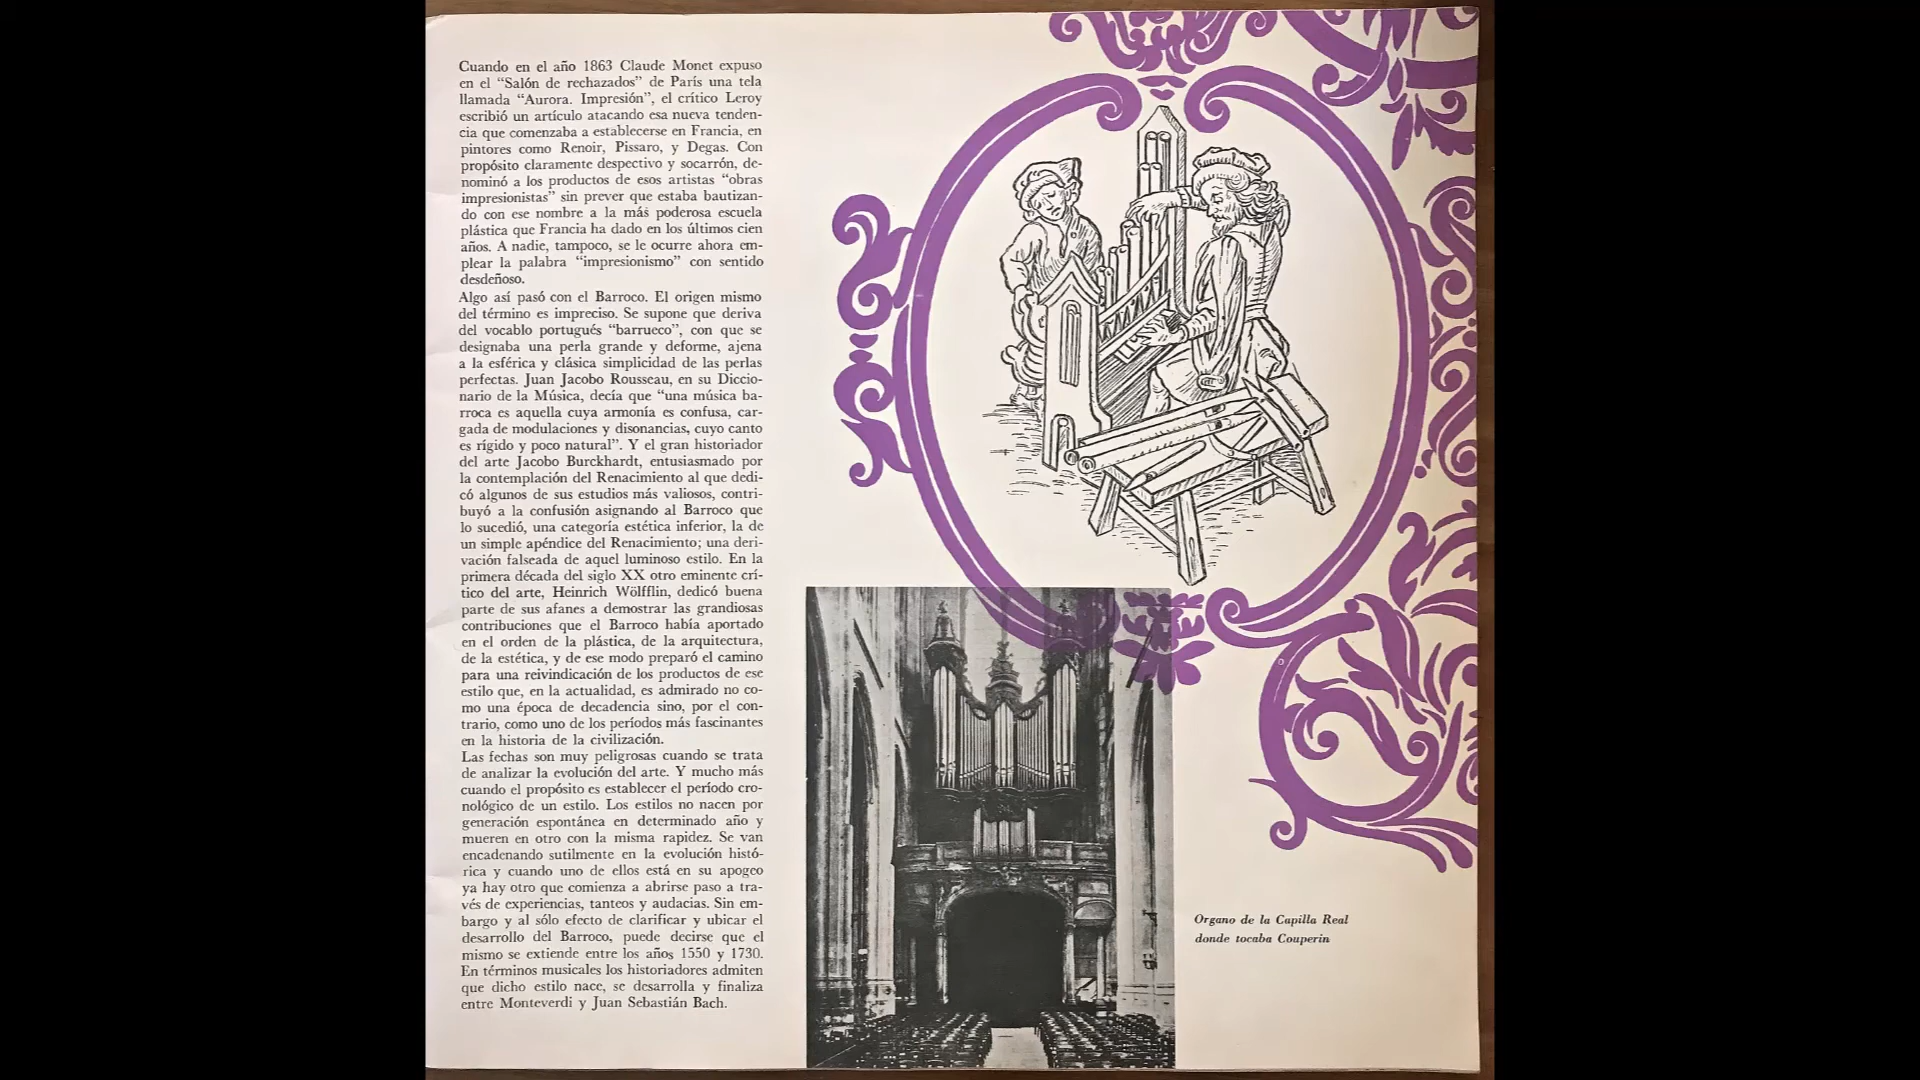 Cuando en el año 1863 Claude Monet expuso
en el “Salón de rechazados” de París una tela
llamada “Aurora. Impresión”, el crítico Leroy
escribió un artículo atacando esa nueva tenden-
cia que comenzaba a establecerse en Francia, en
pintores como Renoir, Pissaro, y Degas. Con
propósito claramente despectivo y socarrón, de-
nominó a los productos de esos artistas “obras
impresionistas” sin prever que estaba bautizan-
do con ese nombre a la más poderosa escuela
plástica que Francia ha dado en los últimos cien
años. A nadie, tampoco, se le ocurre ahora em-
plear la palabra “impresionismo” con sentido
desdeñoso.
Algo así pasó con el Barroco. El origen mismo
del término es impreciso. Se supone que deriva
del vocablo portugués “barrueco”, con que se
designaba una perla grande y deforme, ajena
a la esférica y clásica simplicidad de las perlas
perfectas. Juan Jacobo Rousseau, en su Diccio-
nario de la Música, decía que “una música ba-
rroca es aquella cuya armonía es confusa, car-
gada de modulaciones y disonancias, cuyo canto
es rígido y poco natural”. Y el gran historiador
del arte Jacobo Burckhardt, entusiasmado por
la contemplación del Renacimiento al que dedi-
có algunos de sus estudios más valiosos, contri-
buyó a la confusión asignando al Barroco que
lo sucedió, una categoría estética inferior, la de
un simple apéndice del Renacimiento; una deri-
vación falseada de aquel luminoso estilo. En la
primera década del siglo XX otro eminente crí-
tico del arte, Heinrich Wölfflin, dedicó buena
parte de sus afanes a demostrar las grandiosas
contribuciones que el Barroco había aportado
en el orden de la plástica, de la arquitectura,
de la estética, y de ese modo preparó el camino
para una reivindicación de los productos de ese
estilo que, en la actualidad, es admirado no co-
mo una época de decadencia sino, por el con-
trario, como uno de los períodos más fascinantes
en la historia de la civilización.
Las fechas son muy peligrosas cuando se trata
de analizar la evolución del arte. Y mucho más
cuando el propósito es establecer el período cro-
nológico de un estilo. Los estilos no nacen por
generación espontánea en determinado año y
mueren en otro con la misma rapidez. Se van
encadenando sutilmente en la evolución histó-
rica y cuando uno de ellos está en su apogeo
ya hay otro que comienza a abrirse paso a tra-
vés de experiencias, tanteos y audacias. Sin em-
bargo y al sólo efecto de clarificar y ubicar el
desarrollo del Barroco, puede decirse que el
mismo se extiende entre los años 1550 y 1730.
En términos musicales los historiadores admiten
que dicho estilo nace, se desarrolla y finaliza
entre Monteverdi y Juan Sebastián Bach.
Organo de la Capilla Real
donde tocaba Couperin